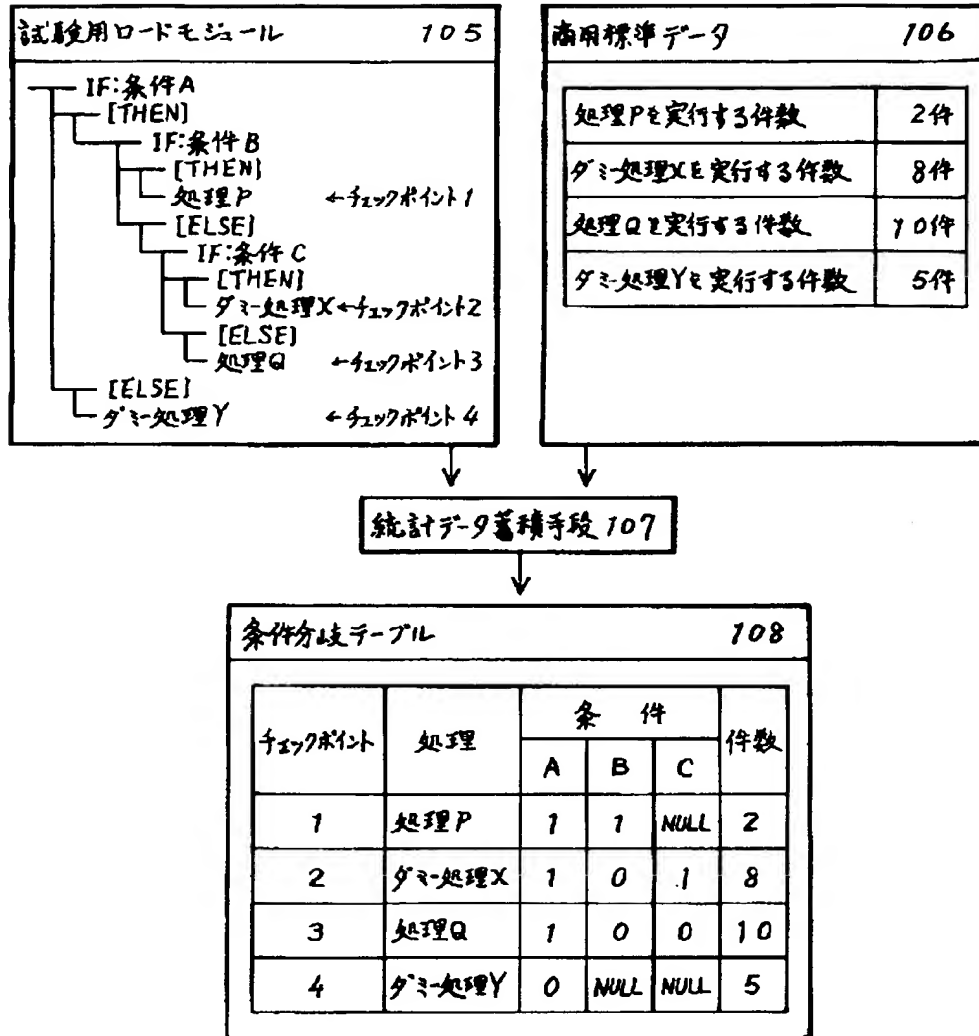 試験用ロードモジュール 105
IF:条件A
[THEN]
IF:条件B
[THEN]
処理P ←チェックポイント1
[ELSE]
IF:条件C
[THEN]
ダミー処理X←チェックポイント2
[ELSE]
処理Q ←チェックポイント3
[ELSE]
ダミー処理Y ←チェックポイント4
商用標準データ 106
処理Pを実行する件数 2件
ダミー処理Xを実行する件数 8件
処理Qを実行する件数 10件
ダミー処理Yを実行する件数 5件
統計データ蓄積手段 107
条件分岐テーブル 108
チェックポイント 処理 条件 件数
A B C
1 処理P 1 1 NULL 2
2 ダミー処理X 1 0 1 8
3 処理Q 1 0 0 10
4 ダミー処理Y 0 NULL NULL 5